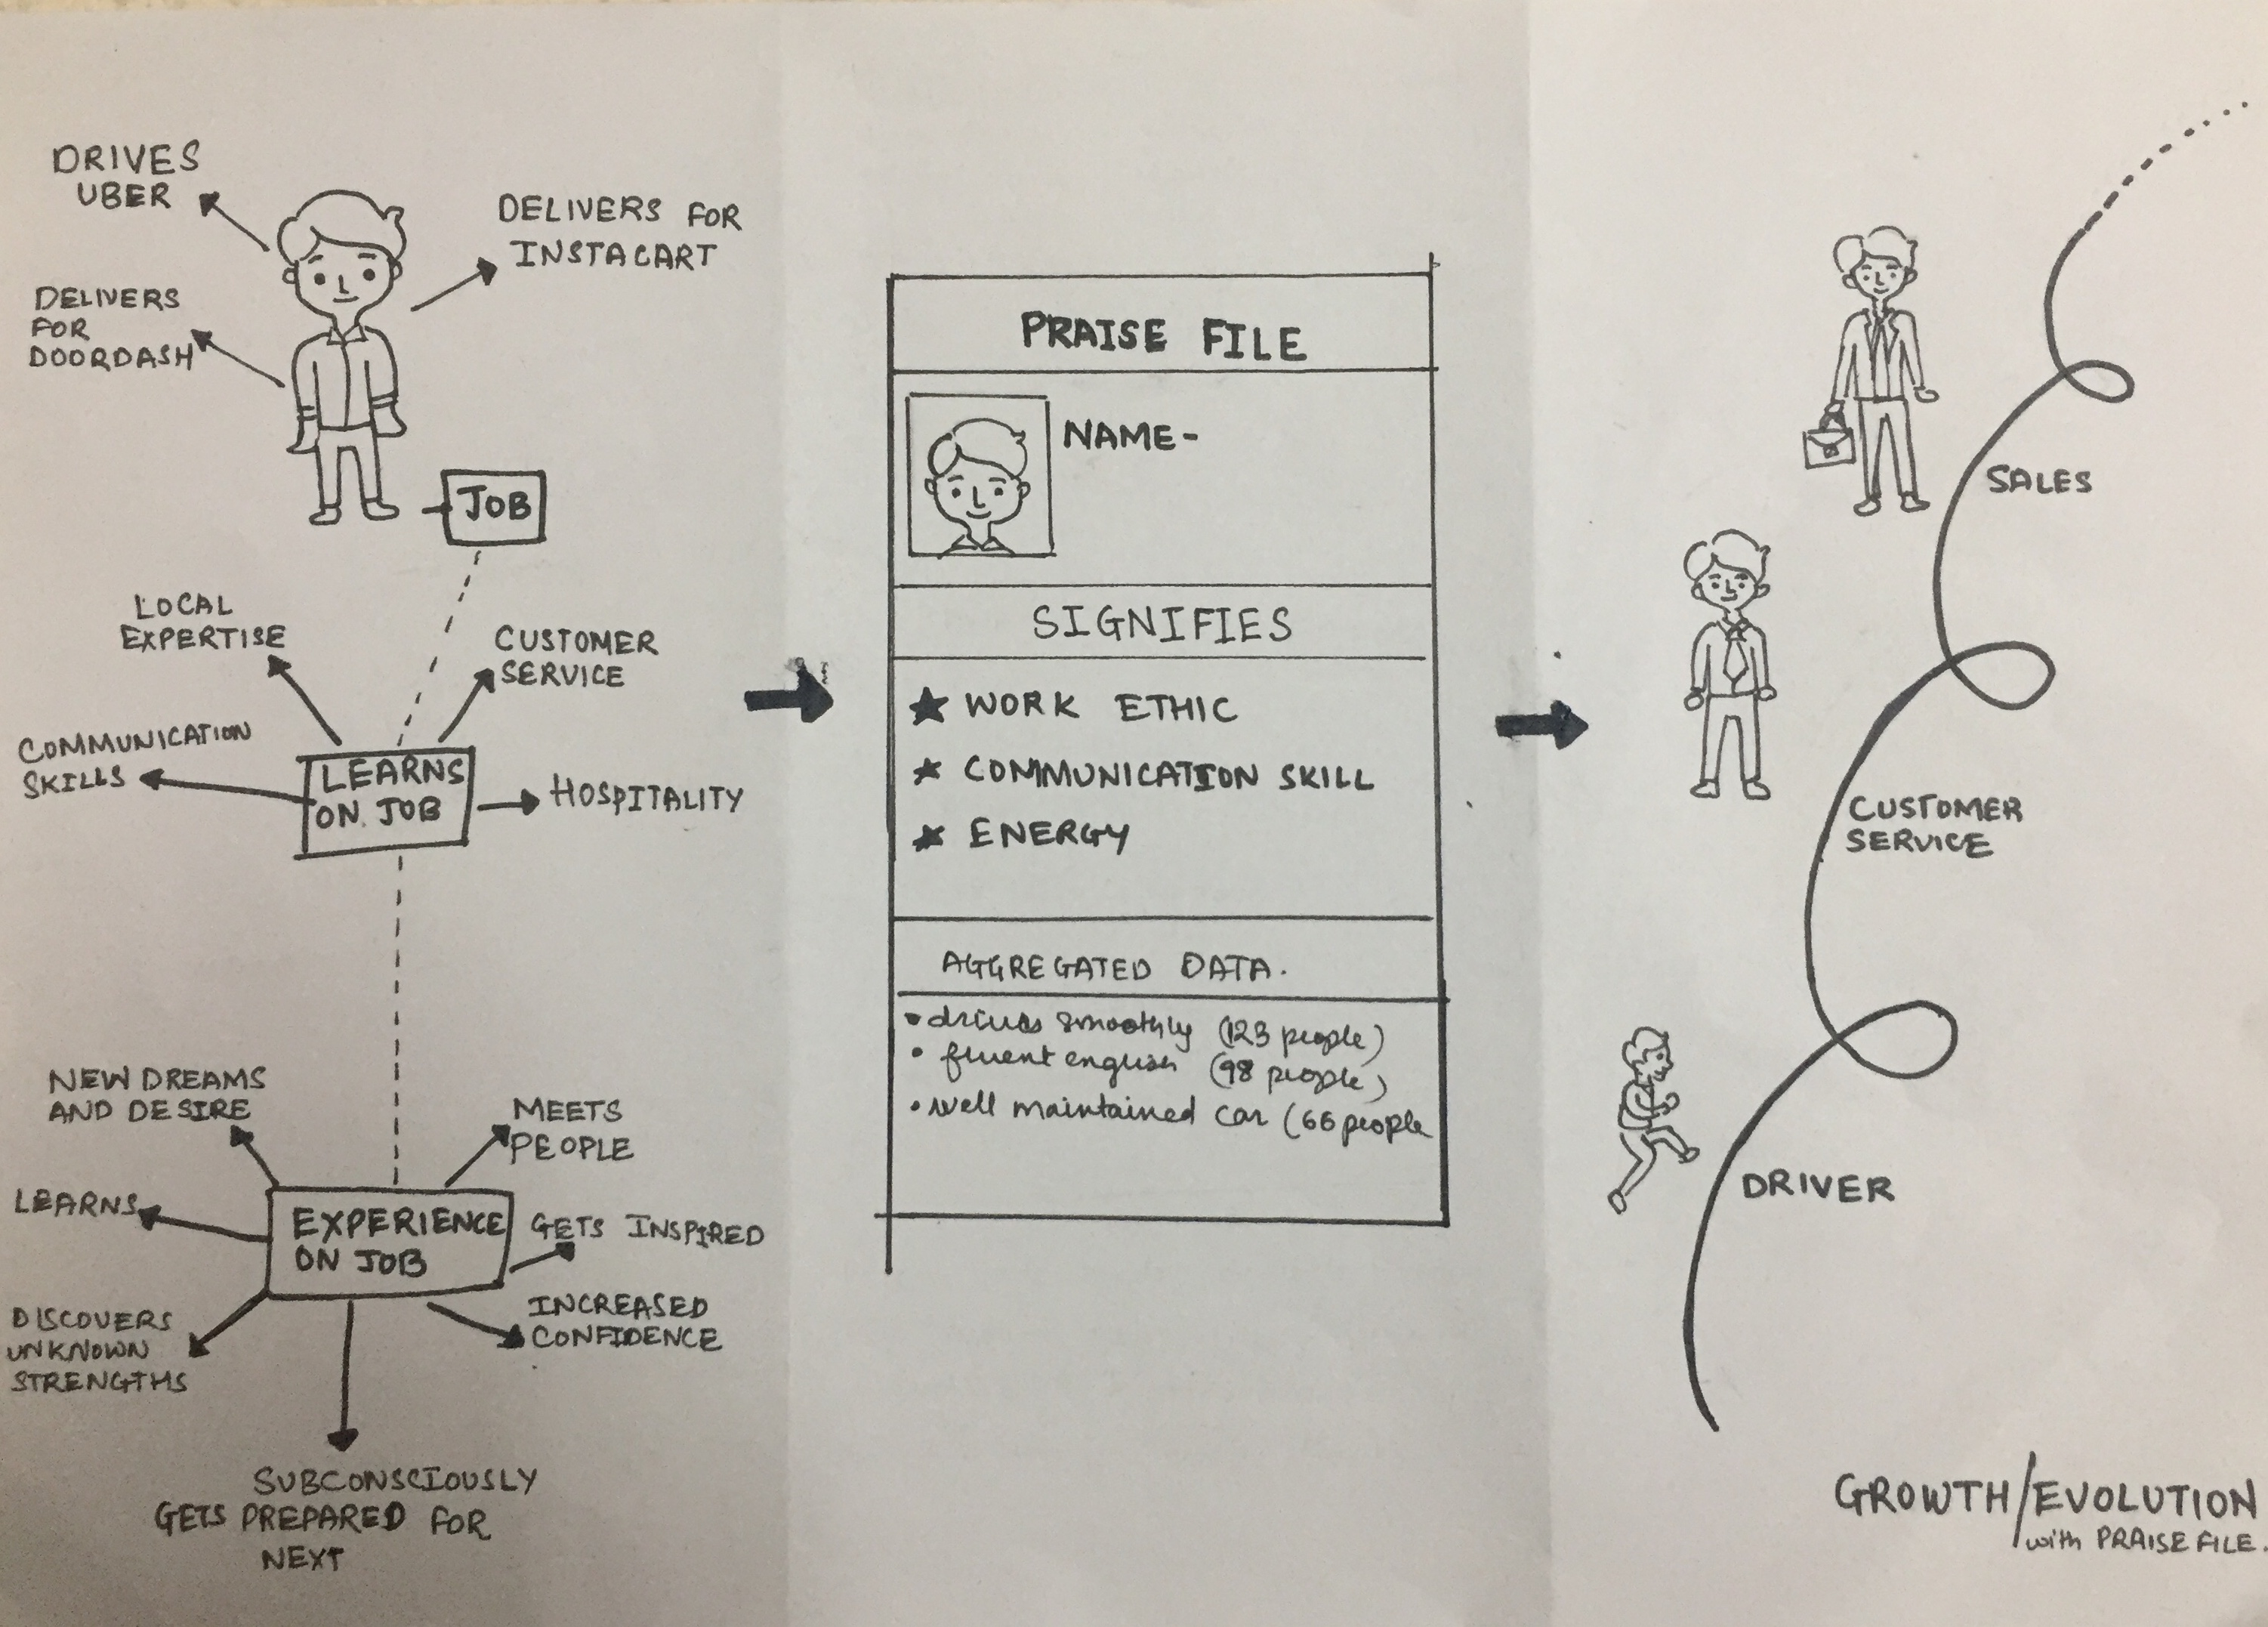 DRIVES
UBER
DELIVERS FOR
INSTACART
DELIVERS
FOR
DOORDASH
JOB
LOCAL
EXPERTISE
CUSTOMER
SERVICE
COMMUNICATION
SKILLS
LEARNS
ON JOB
HOSPITALITY
NEW DREAMS
AND DESIRE
MEETS
PEOPLE
LEARNS
EXPERIENCE
ON JOB
GETS INSPIRED
DISCOVERS
UNKNOWN
STRENGTHS
INCREASED
CONFIDENCE
SUBCONSCIOUSLY
GETS PREPARED FOR
NEXT
PRAISE FILE
NAME-
SIGNIFIES
★ WORK ETHIC
★ COMMUNICATION SKILL
★ ENERGY
AGGREGATED DATA.
• drives smoothly (123 people)
• fluent english (98 people)
• well maintained car (66 people
SALES
CUSTOMER
SERVICE
DRIVER
GROWTH/EVOLUTION
with PRAISE FILE.